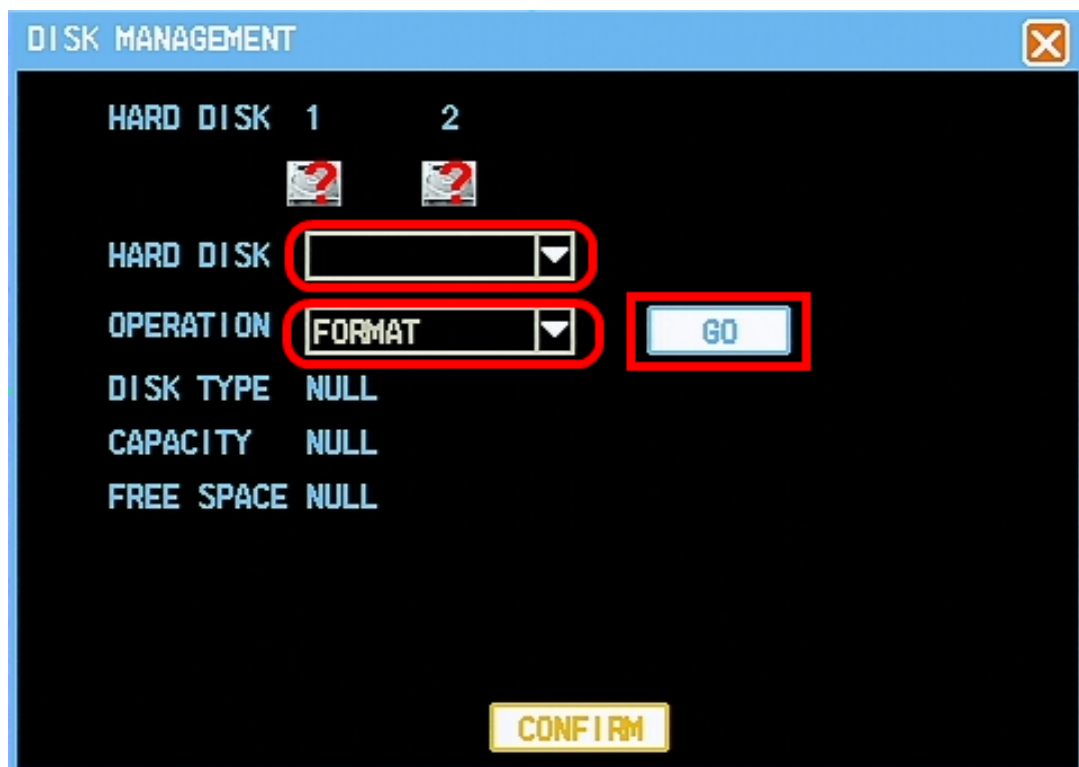 DISK MANAGEMENT
HARD DISK 1 2
HARD DISK
OPERATION FORMAT GO
DISK TYPE NULL
CAPACITY NULL
FREE SPACE NULL
CONFIRM